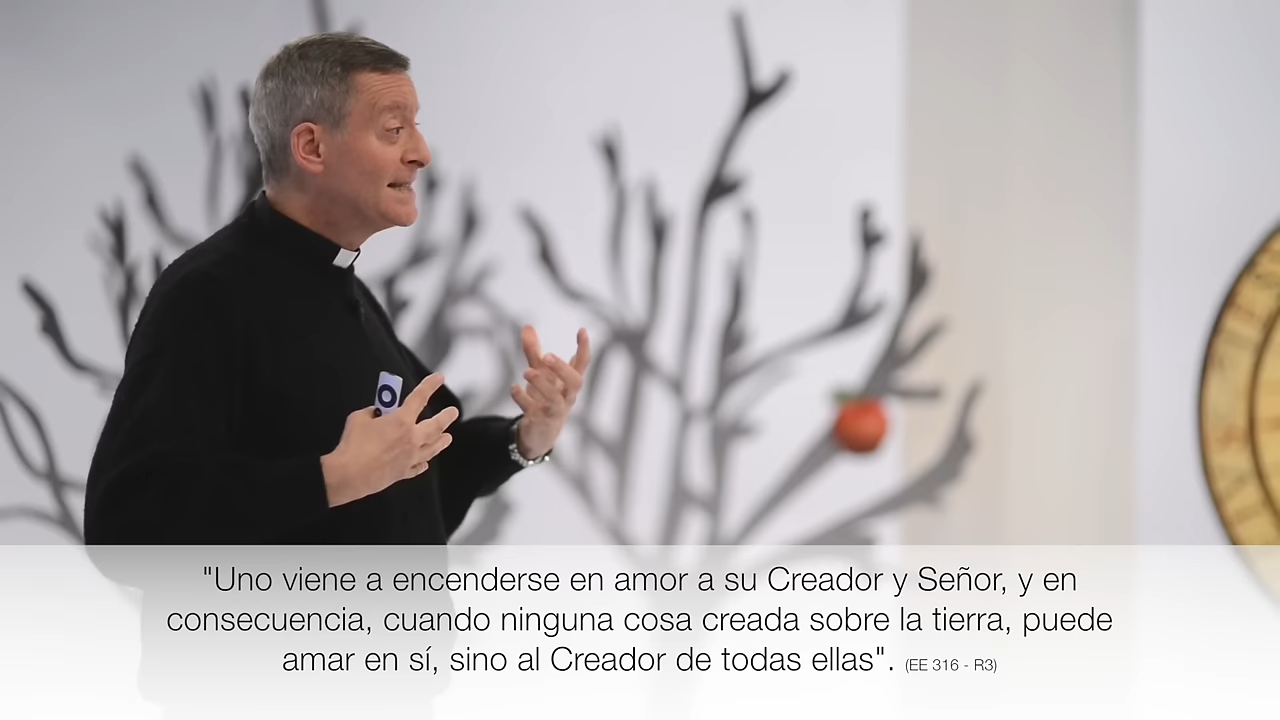 "Uno viene a encenderse en amor a su Creador y Señor, y en
consecuencia, cuando ninguna cosa creada sobre la tierra, puede
amar en sí, sino al Creador de todas ellas". (EE 316 - R3)